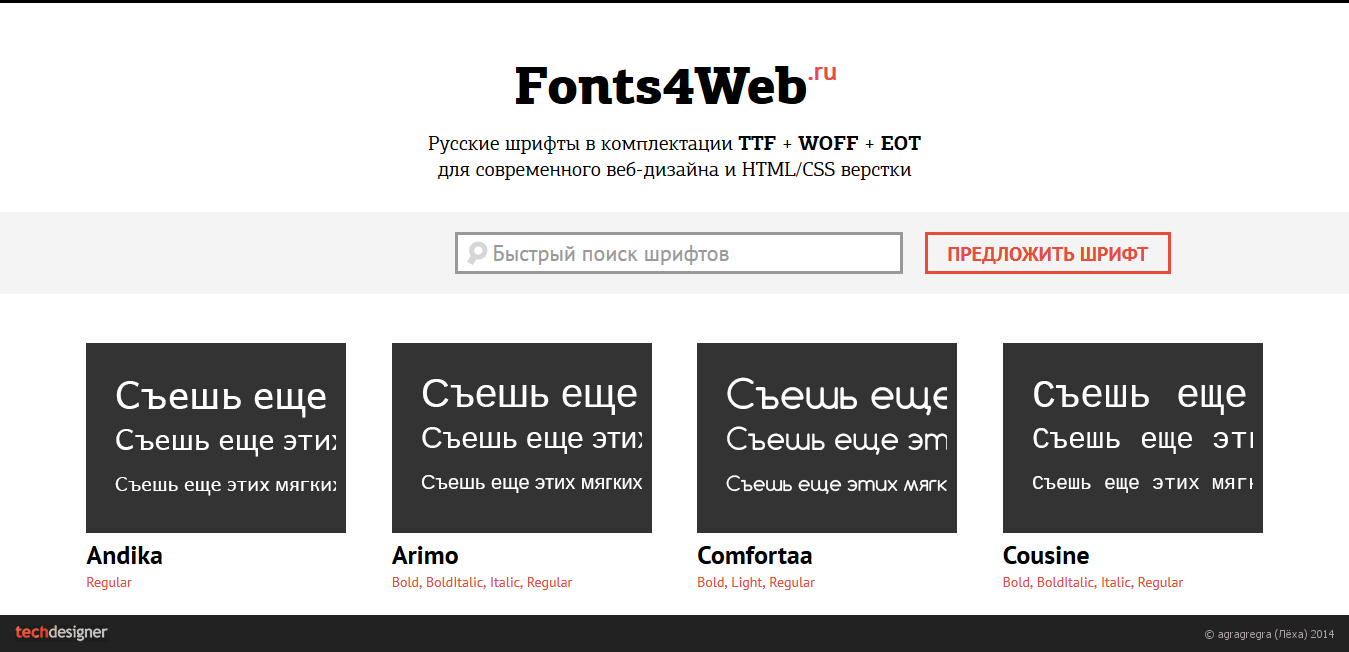 Fonts4Web.ru
Русские шрифты в комплектации TTF + WOFF + EOT
для современного веб-дизайна и HTML/CSS верстки
Быстрый поиск шрифтов
ПРЕДЛОЖИТЬ ШРИФТ
Съешь еще
Съешь еще этих
Съешь еще этих мягких
Andika
Regular
Съешь еще
Съешь еще этих
Съешь еще этих мягких
Arimo
Bold, BoldItalic, Italic, Regular
Съешь еще
Съешь еще эт
Съешь еще этих мягк
Comfortaa
Bold, Light, Regular
Съешь еще
Съешь еще эти
Съешь еще этих мягк
Cousine
Bold, BoldItalic, Italic, Regular
techdesigner
© agragregra (Лёха) 2014